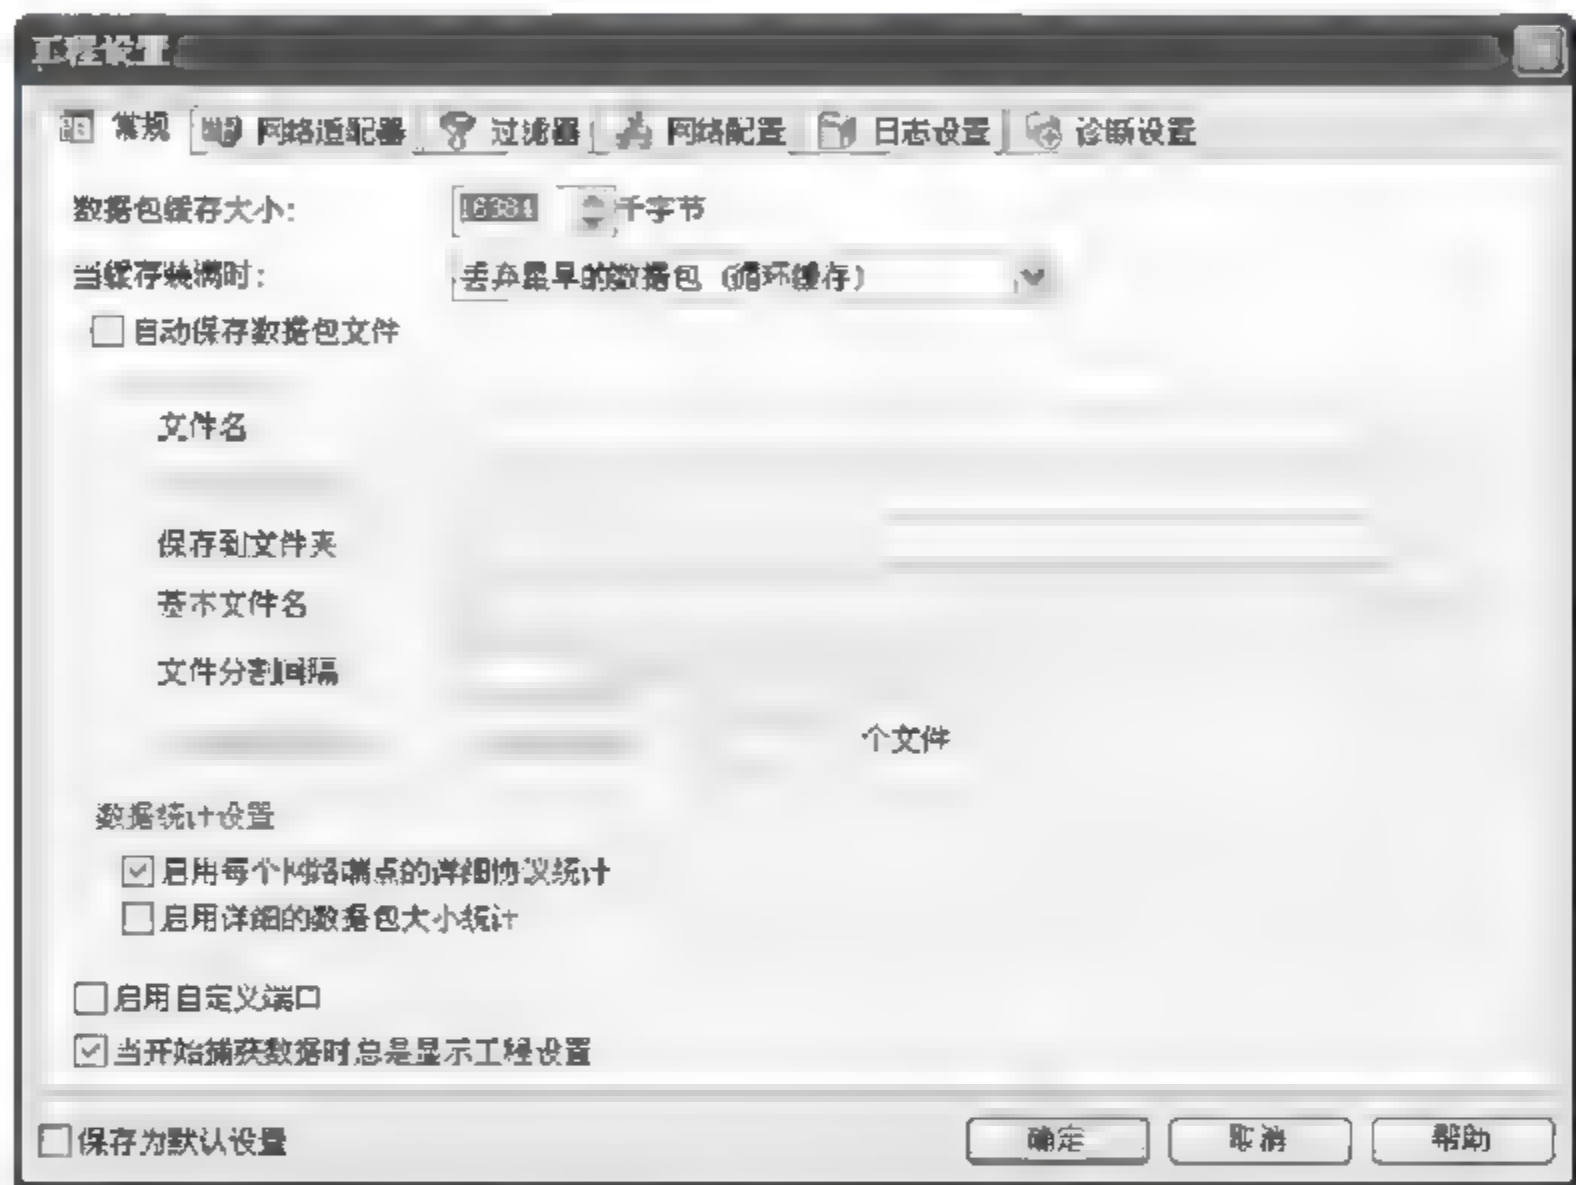 工程设置
常规 网络适配器 过滤器 网络配置 日志设置 诊断设置
数据包缓存大小: 16384 千字节
当缓存装满时: 丢弃最早的数据包 (循环缓存)
自动保存数据包文件
文件名
保存到文件夹
基本文件名
文件分割间隔
个文件
数据统计设置
启用每个网络端点的详细协议统计
启用详细的数据包大小统计
启用自定义端口
当开始捕获数据时总是显示工程设置
保存为默认设置 确定 取消 帮助